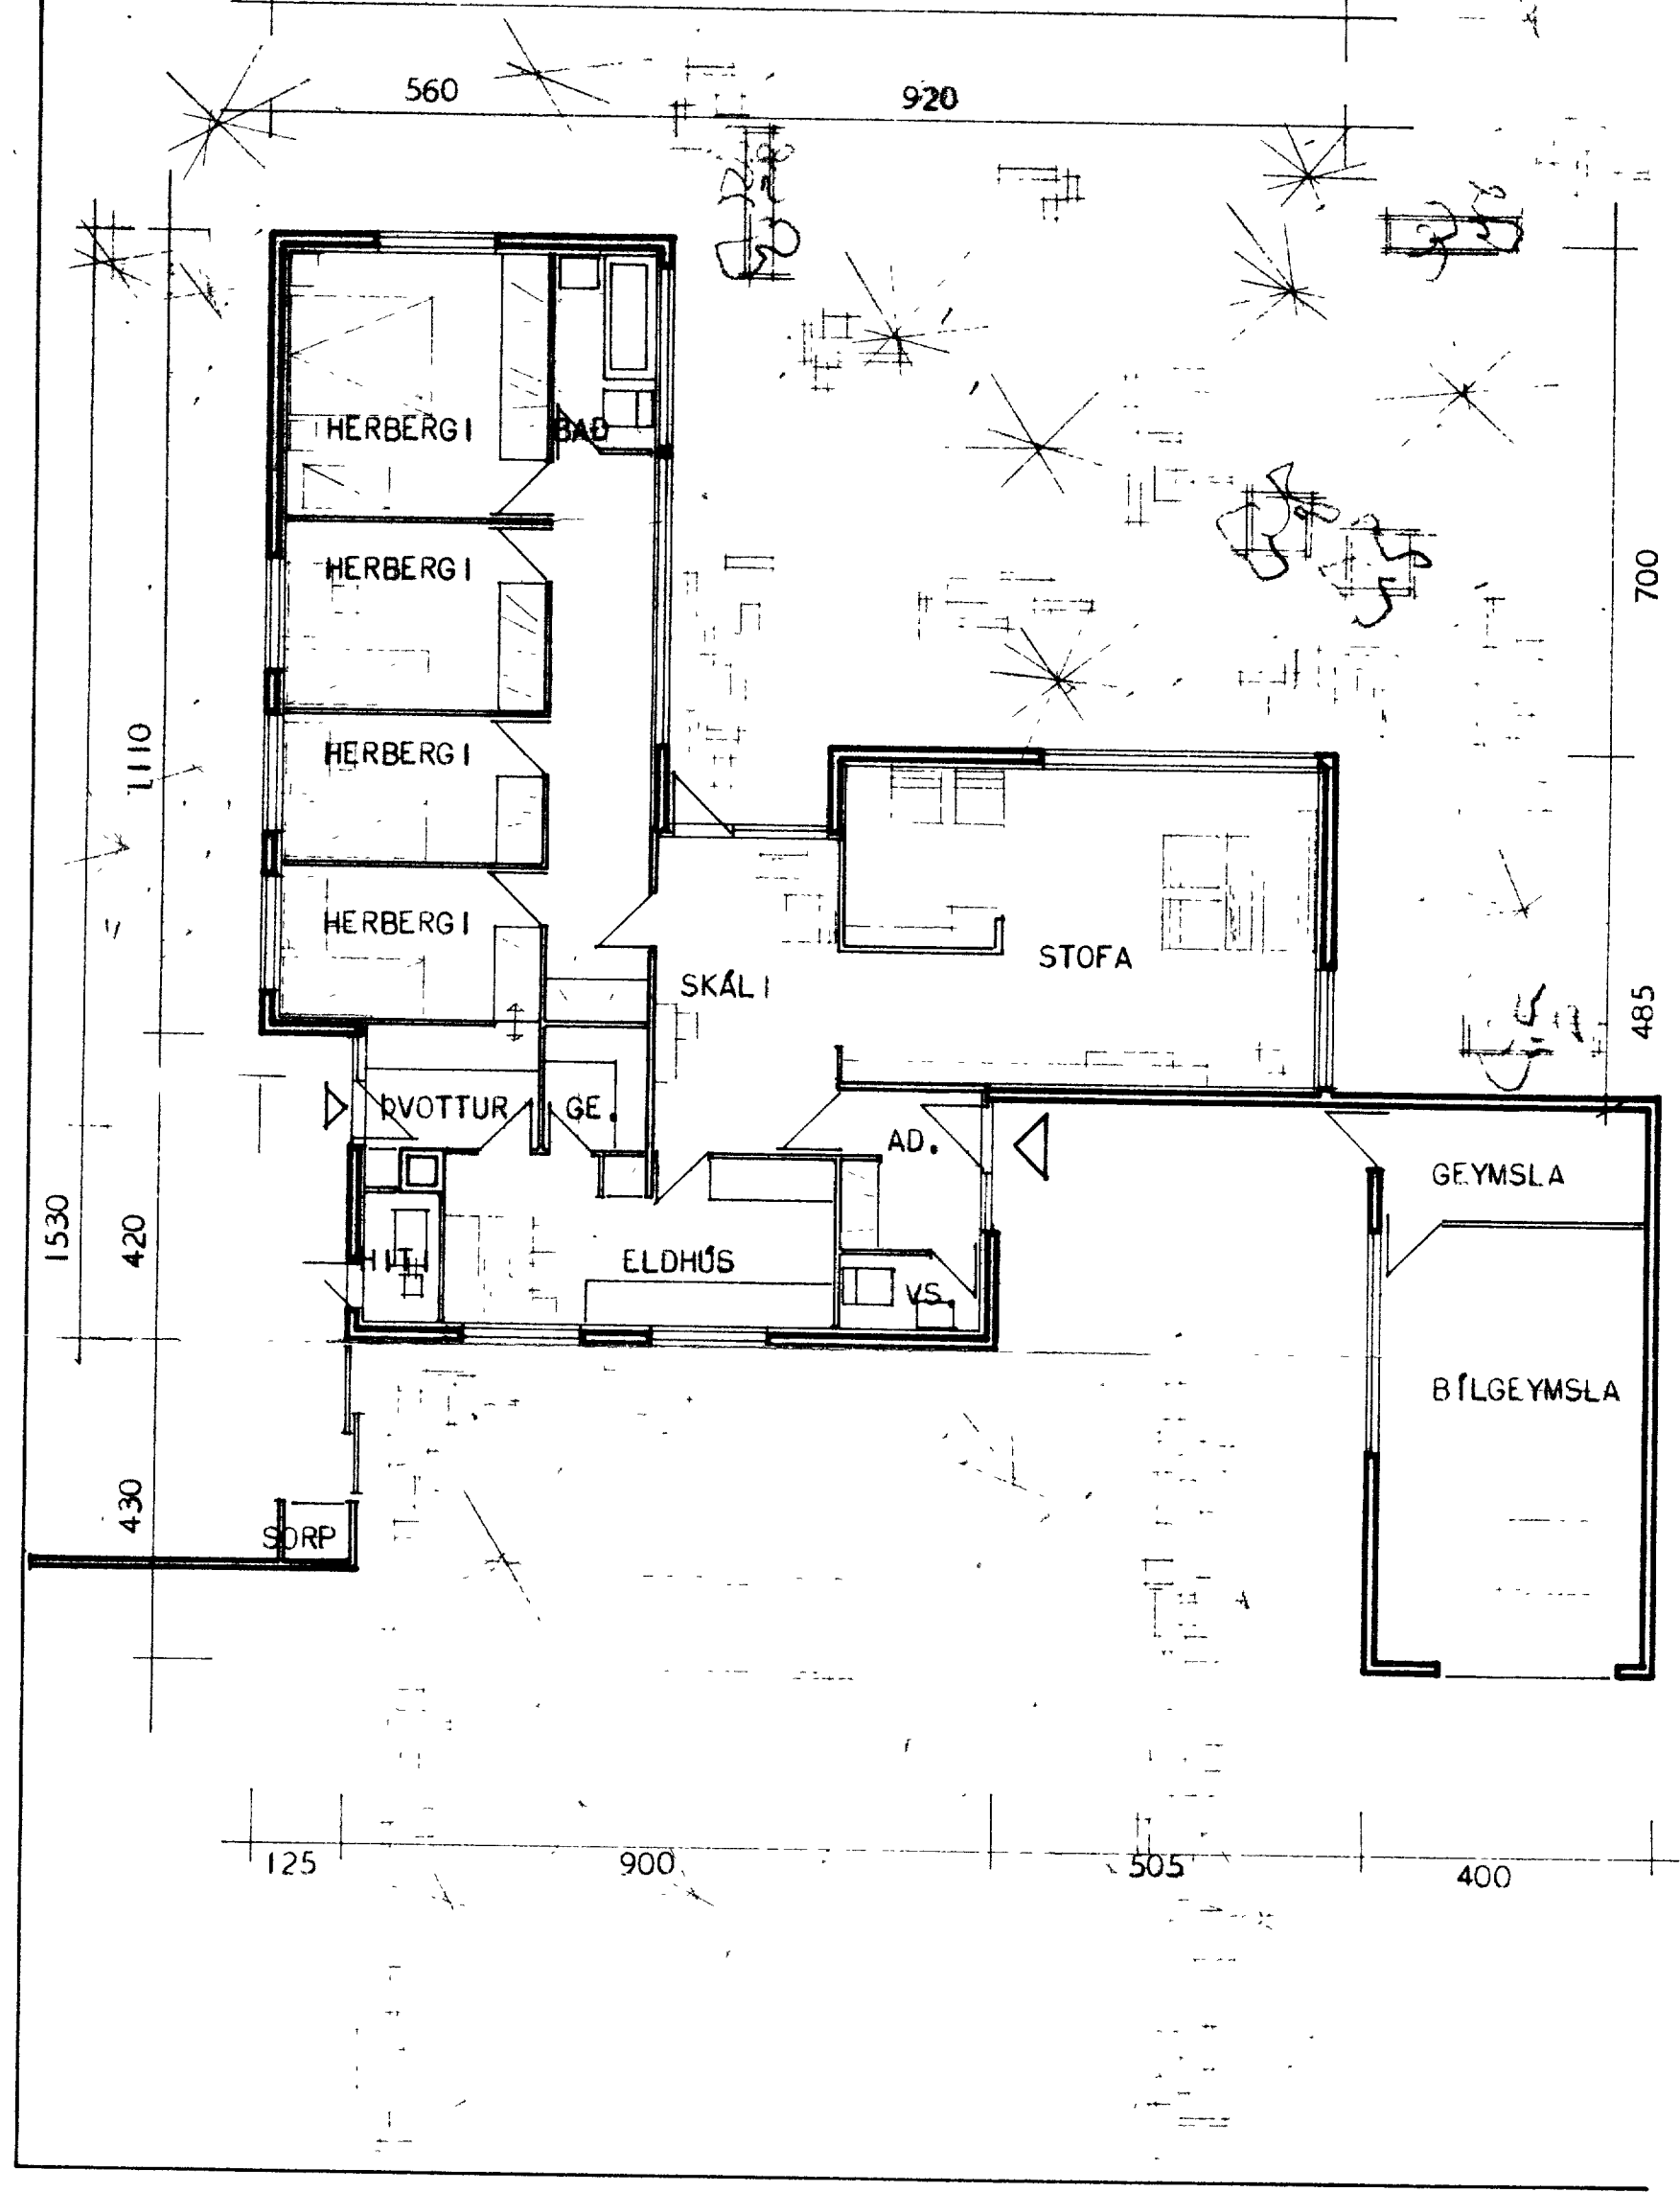 560
920
HERBERGI
BAÐ
HERBERGI
700
1110
HERBERGI
HERBERGI
STOFA
SKÁLI
485
ÞVOTTUR
GE.
AD.
GEYMSLA
1530
420
HITI
ELDHÚS
VS.
BÍLGEYMSLA
430
SORP
125
900
505
400